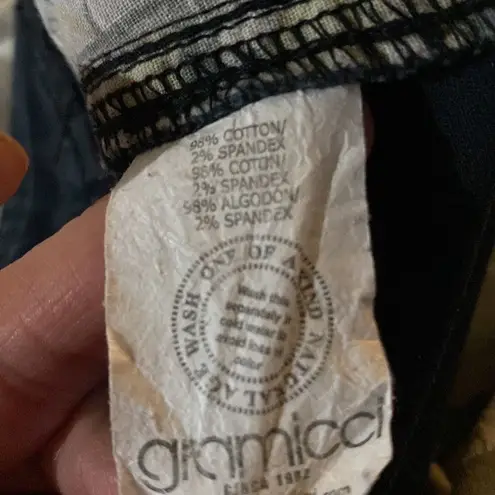 98% COTTON/
2% SPANDEX
98% COTON/
2% SPANDEX
98% ALGODON/
2% SPANDEX
ONE OF A KIND NATURAL AGE WASH
Wash this
separately in
cold water to
avoid loss of
color
gramicci
SINCE 1982